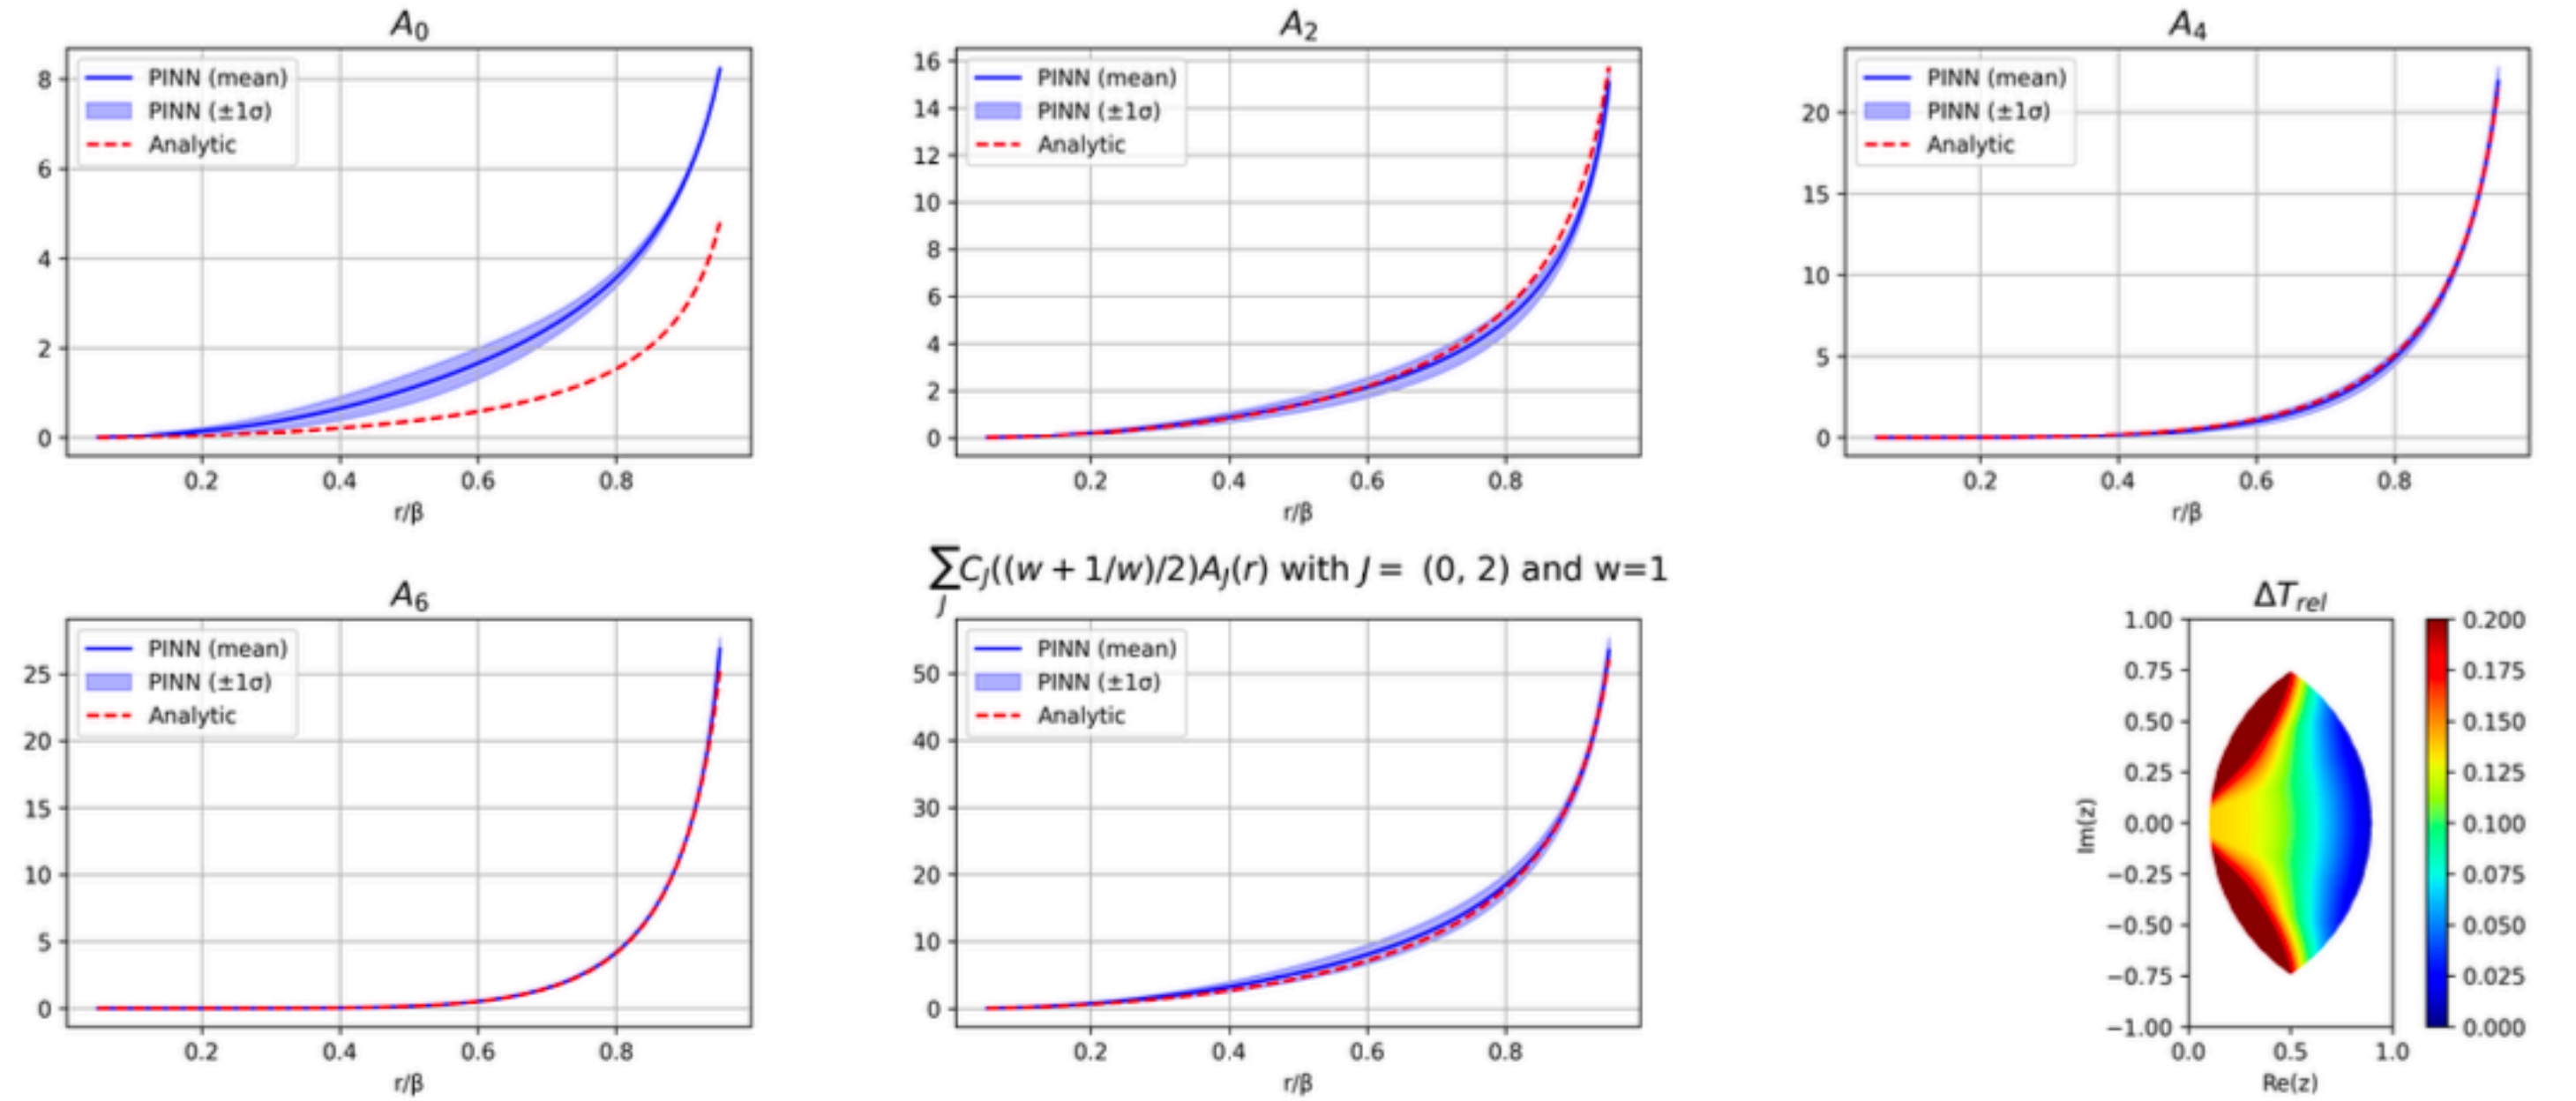 A₀
8
6
4
2
0
PINN (mean)
PINN (±1σ)
Analytic
0.2 0.4 0.6 0.8
r/β
A₂
16
14
12
10
8
6
4
2
0
PINN (mean)
PINN (±1σ)
Analytic
0.2 0.4 0.6 0.8
r/β
A₄
20
15
10
5
0
PINN (mean)
PINN (±1σ)
Analytic
0.2 0.4 0.6 0.8
r/β
A₆
25
20
15
10
5
0
PINN (mean)
PINN (±1σ)
Analytic
0.2 0.4 0.6 0.8
r/β
∑_J C_J((w + 1/w)/2)A_J(r) with J = (0, 2) and w=1
50
40
30
20
10
0
PINN (mean)
PINN (±1σ)
Analytic
0.2 0.4 0.6 0.8
r/β
ΔT_rel
1.00
0.75
0.50
0.25
0.00
−0.25
−0.50
−0.75
−1.00
Im(z)
0.0 0.5 1.0
Re(z)
0.200
0.175
0.150
0.125
0.100
0.075
0.050
0.025
0.000